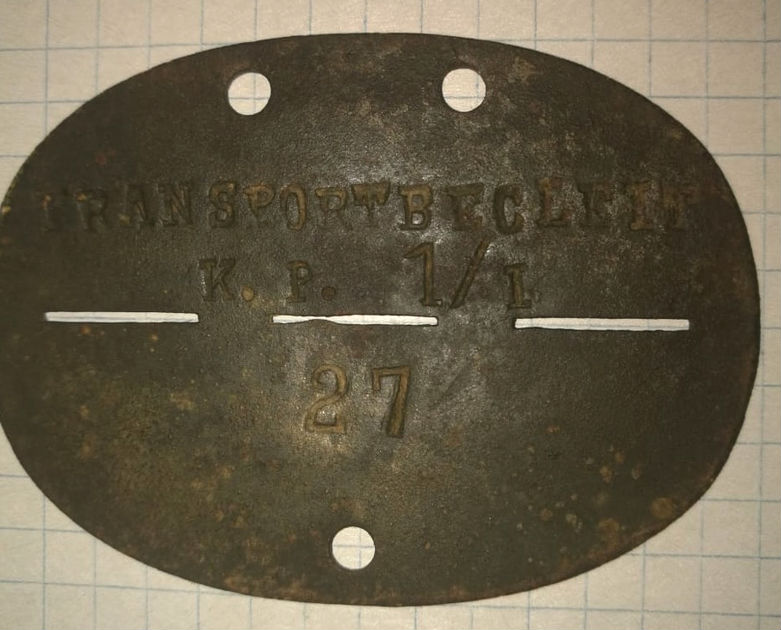 TRANSPORTBEGLEIT
K. P. 1/I
27